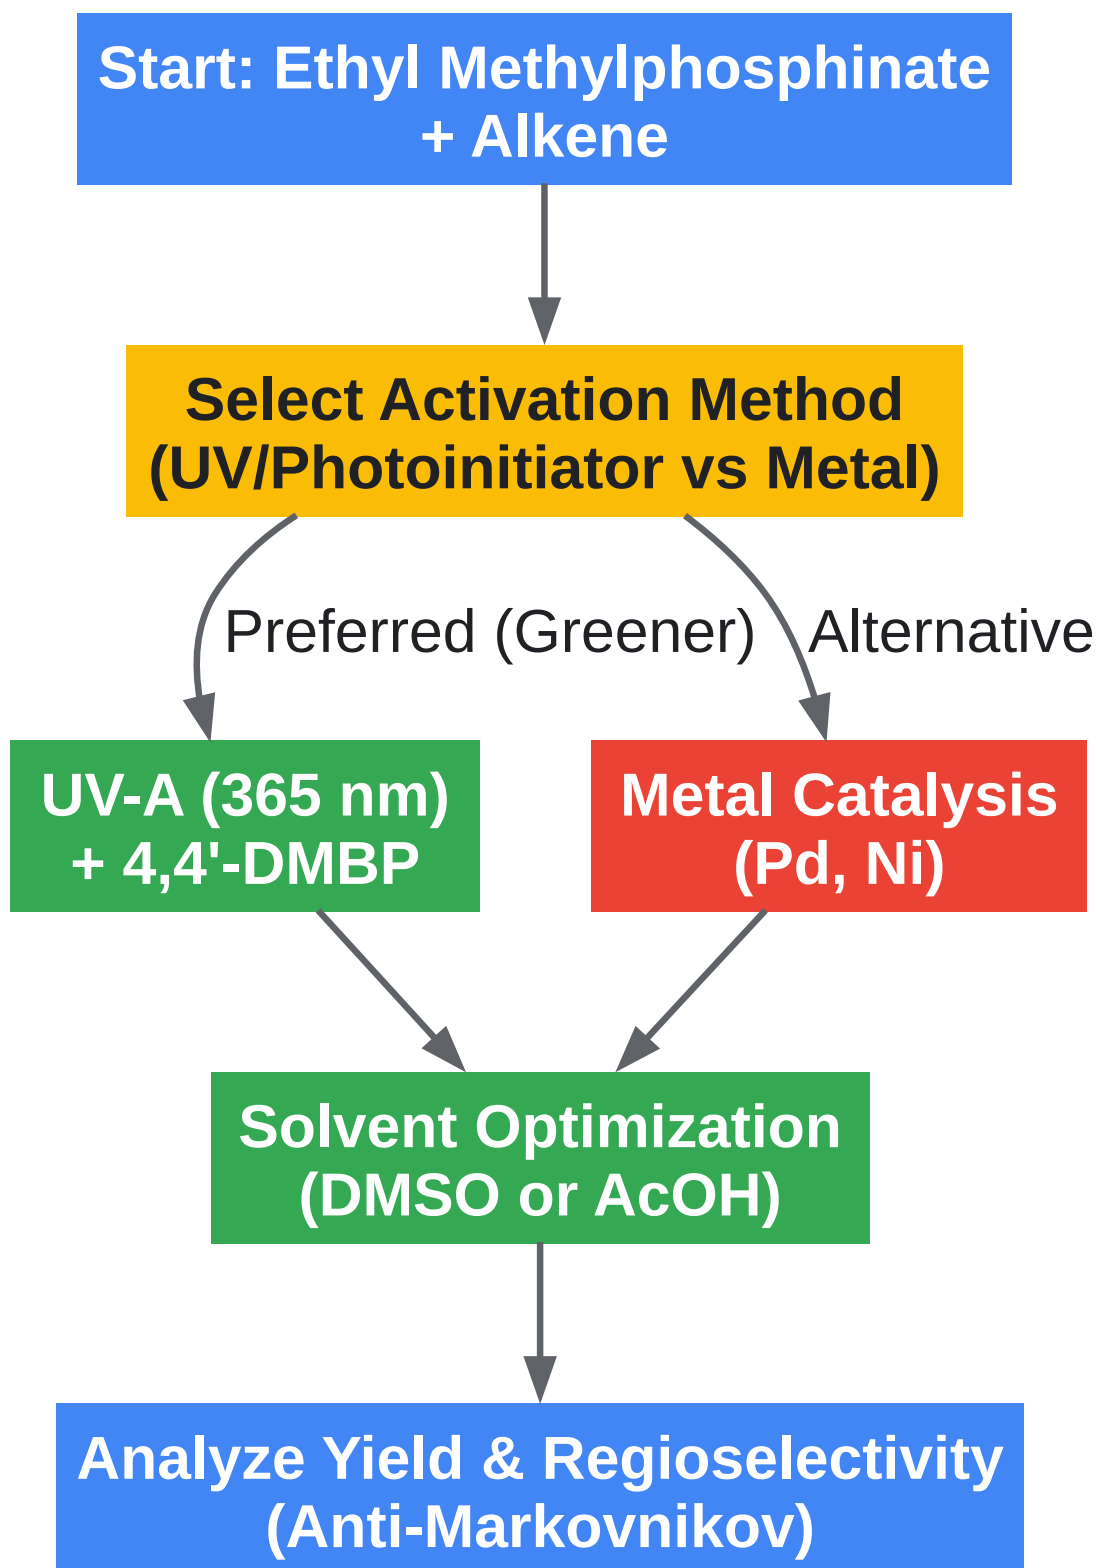 Start: Ethyl Methylphosphinate
+ Alkene
Select Activation Method
(UV/Photoinitiator vs Metal)
Preferred (Greener)
Alternative
UV-A (365 nm)
+ 4,4'-DMBP
Metal Catalysis
(Pd, Ni)
Solvent Optimization
(DMSO or AcOH)
Analyze Yield & Regioselectivity
(Anti-Markovnikov)